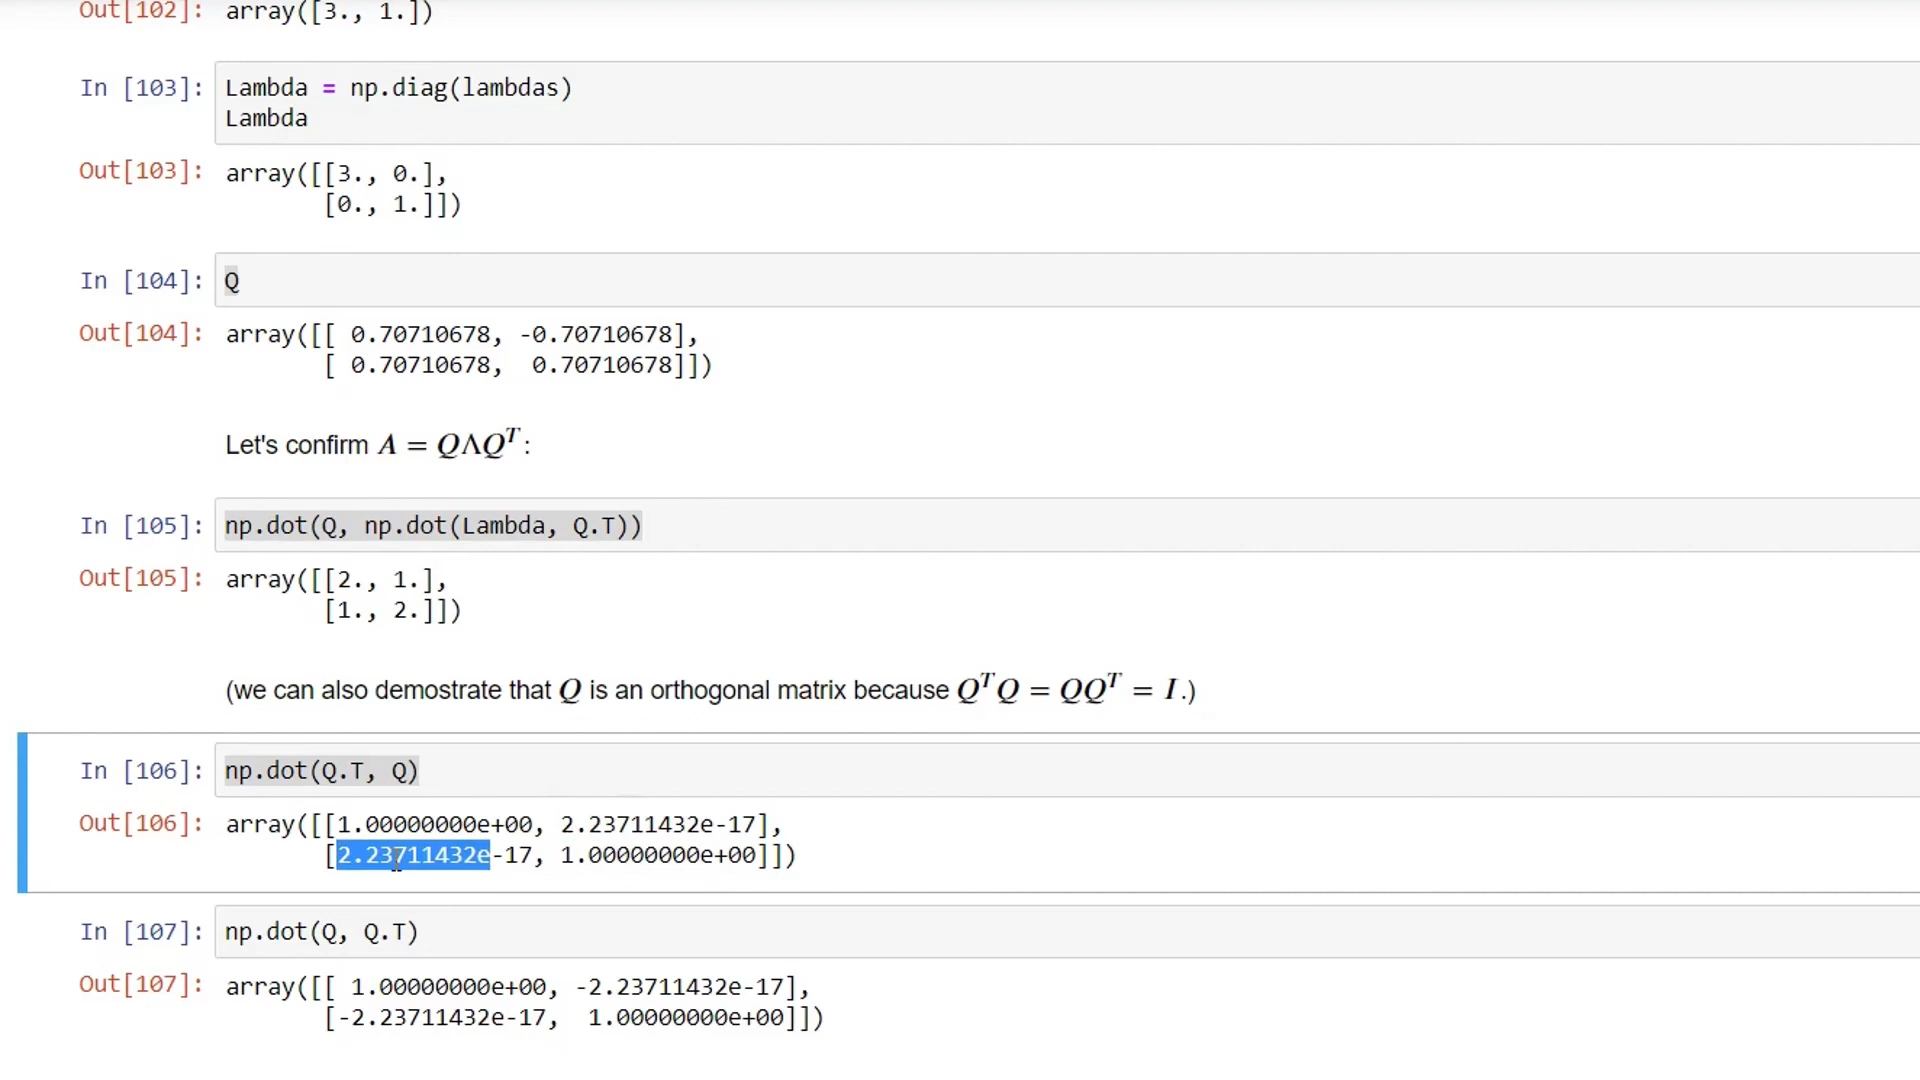 Out[102]: array([3., 1.])
In [103]: Lambda = np.diag(lambdas)
Lambda
Out[103]: array([[3., 0.],
[0., 1.]])
In [104]: Q
Out[104]: array([[ 0.70710678, -0.70710678],
[ 0.70710678,  0.70710678]])
Let's confirm A = QΛQᵀ:
In [105]: np.dot(Q, np.dot(Lambda, Q.T))
Out[105]: array([[2., 1.],
[1., 2.]])
(we can also demostrate that Q is an orthogonal matrix because QᵀQ = QQᵀ = I.)
In [106]: np.dot(Q.T, Q)
Out[106]: array([[1.00000000e+00, 2.23711432e-17],
[2.23711432e-17, 1.00000000e+00]])
In [107]: np.dot(Q, Q.T)
Out[107]: array([[ 1.00000000e+00, -2.23711432e-17],
[-2.23711432e-17,  1.00000000e+00]])